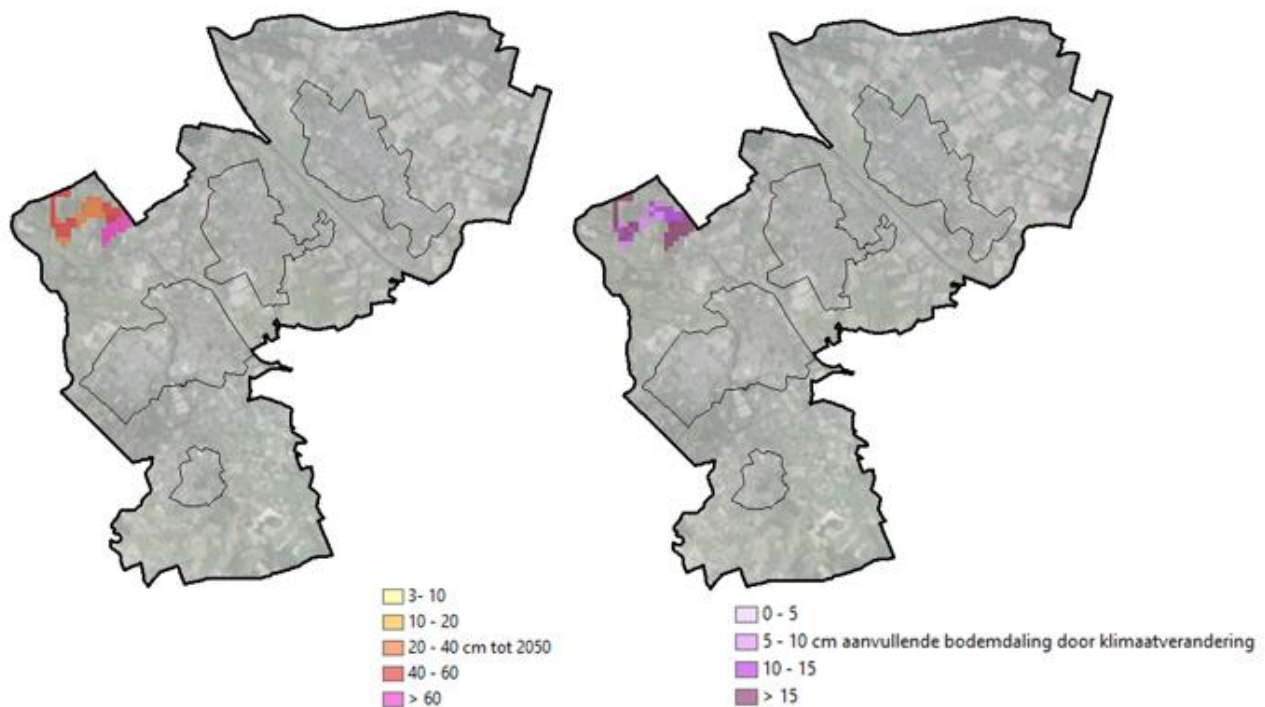 3- 10
10 - 20
20 - 40 cm tot 2050
40 - 60
> 60
0 - 5
5 - 10 cm aanvullende bodemdaling door klimaatverandering
10 - 15
> 15